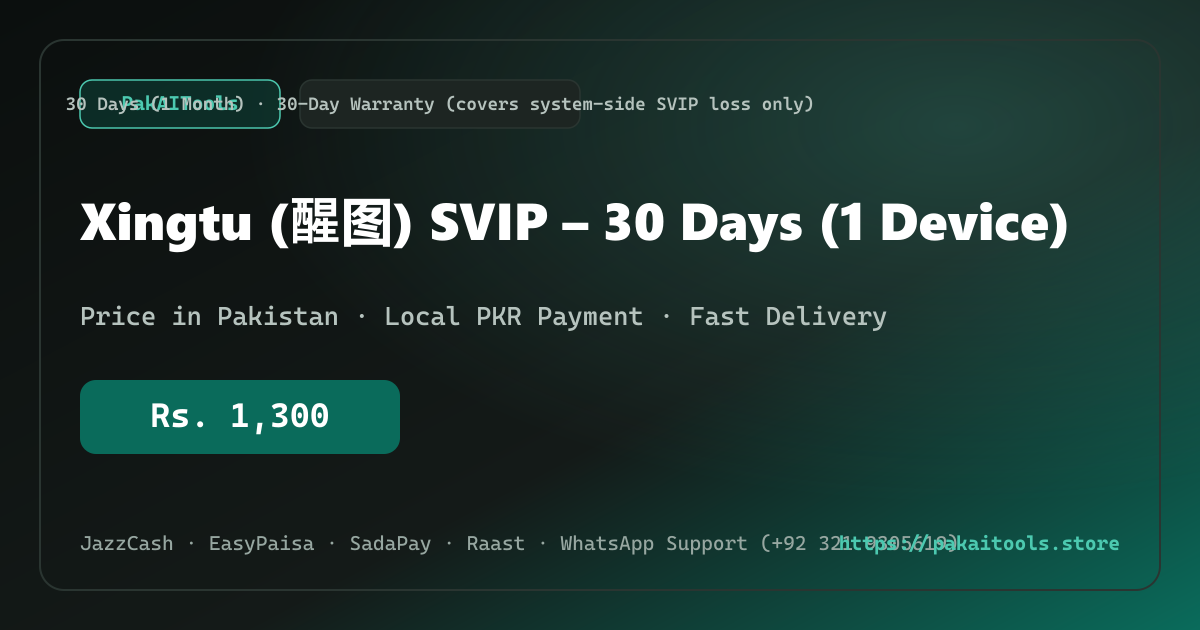 PakAITools
30 Days (1 Month) · 30-Day Warranty (covers system-side SVIP loss only)
Xingtu (醒图) SVIP – 30 Days (1 Device)
Price in Pakistan · Local PKR Payment · Fast Delivery
Rs. 1,300
JazzCash · EasyPaisa · SadaPay · Raast · WhatsApp Support (+92 321
https://pakaitools.store